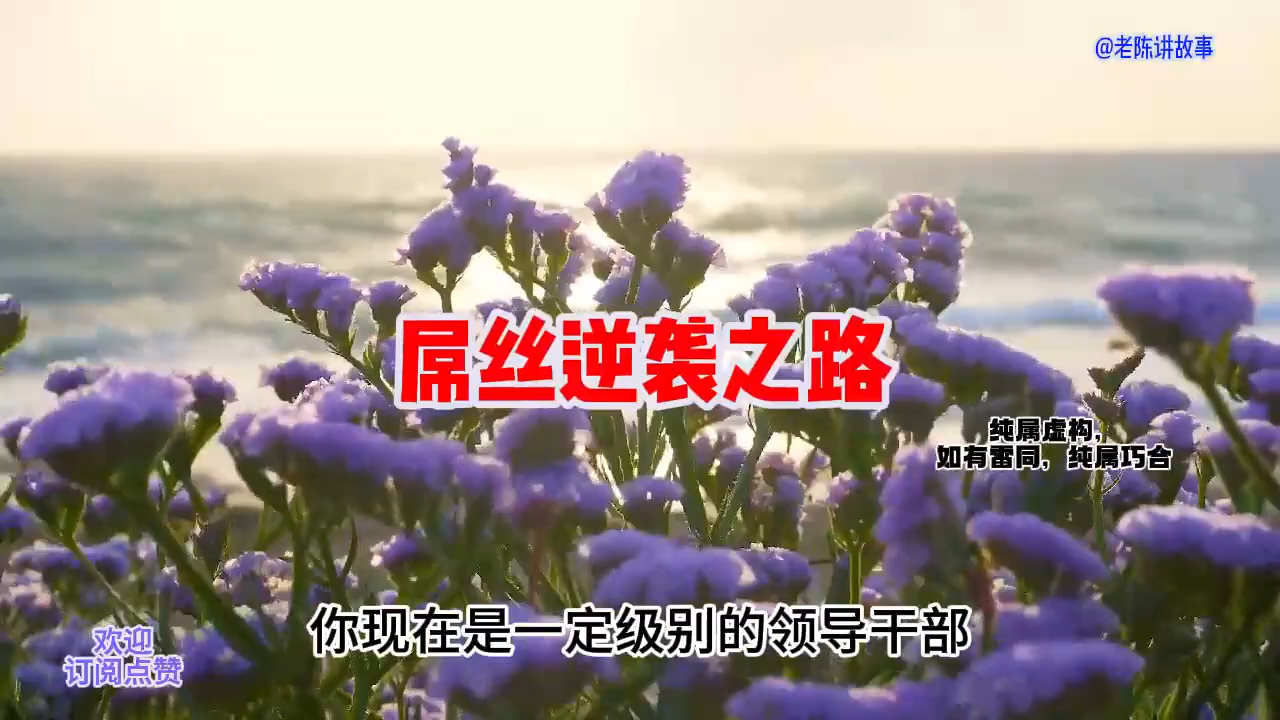 @老陈讲故事
屌丝逆袭之路
纯属虚构，
如有雷同，纯属巧合
你现在是一定级别的领导干部
欢迎
订阅点赞